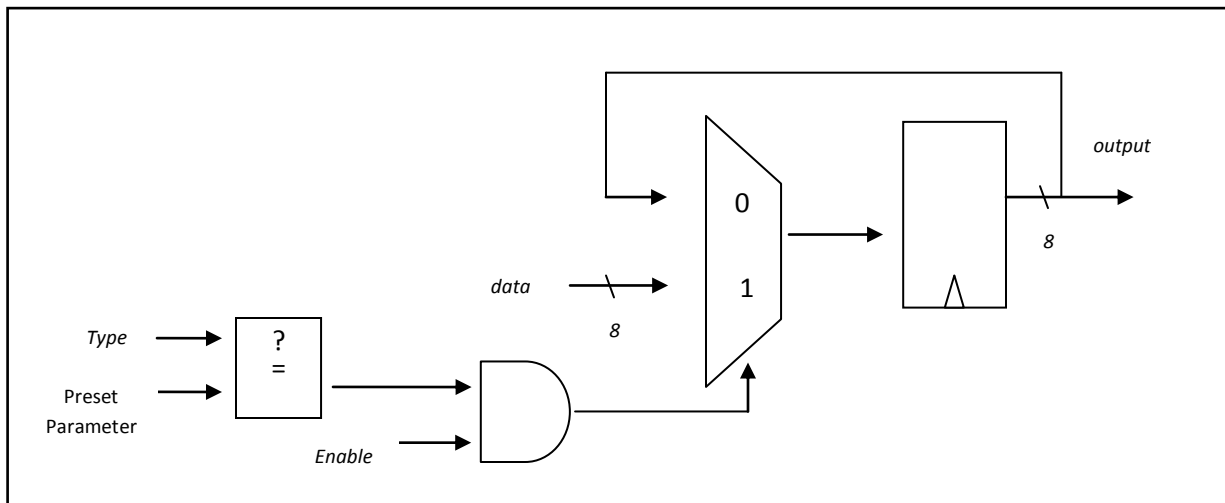 output
0
8
data
1
8
Type
?
=
Preset
Parameter
Enable